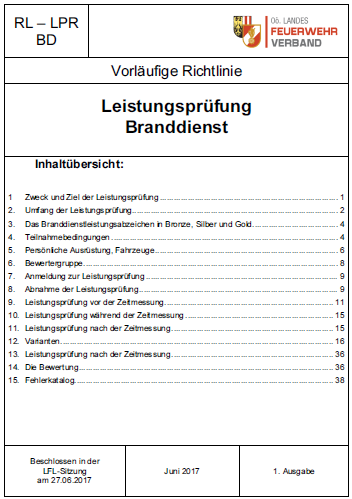 RL – LPR
BD
OÖ. LANDES
FEUERWEHR
VERBAND
Vorläufige Richtlinie
Leistungsprüfung
Branddienst
Inhaltübersicht:
1 Zweck und Ziel der Leistungsprüfung 1
2. Umfang der Leistungsprüfung 2
3. Das Branddienstleistungsabzeichen in Bronze, Silber und Gold 4
4. Teilnahmebedingungen 4
5. Persönliche Ausrüstung, Fahrzeuge 6
6. Bewertergruppe 8
7. Anmeldung zur Leistungsprüfung 9
8. Abnahme der Leistungsprüfung 9
9. Leistungsprüfung vor der Zeitmessung 11
10. Leistungsprüfung während der Zeitmessung 15
11. Leistungsprüfung nach der Zeitmessung 15
12. Varianten 16
13. Leistungsprüfung nach der Zeitmessung 36
14. Die Bewertung 36
15. Fehlerkatalog 38
Beschlossen in der
LFL-Sitzung
am 27.06.2017
Juni 2017
1. Ausgabe